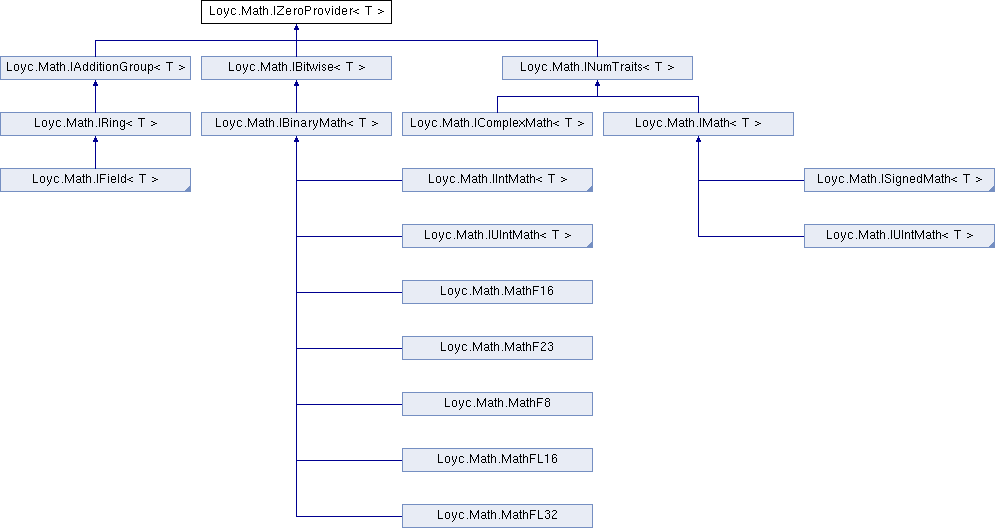 Loyc.Math.IZeroProvider< T >
Loyc.Math.IAdditionGroup< T >
Loyc.Math.IBitwise< T >
Loyc.Math.INumTraits< T >
Loyc.Math.IRing< T >
Loyc.Math.IBinaryMath< T >
Loyc.Math.IComplexMath< T >
Loyc.Math.IMath< T >
Loyc.Math.IField< T >
Loyc.Math.IIntMath< T >
Loyc.Math.ISignedMath< T >
Loyc.Math.IUIntMath< T >
Loyc.Math.IUIntMath< T >
Loyc.Math.MathF16
Loyc.Math.MathF23
Loyc.Math.MathF8
Loyc.Math.MathFL16
Loyc.Math.MathFL32